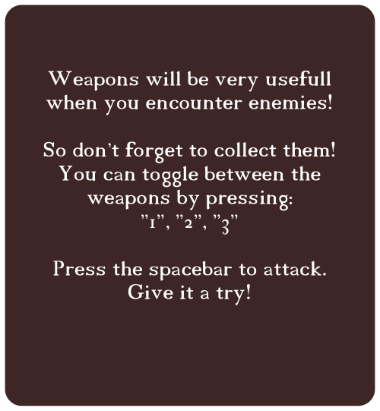 Weapons will be very usefull
when you encounter enemies!
So don't forget to collect them!
You can toggle between the
weapons by pressing:
"1", "2", "3"
Press the spacebar to attack.
Give it a try!